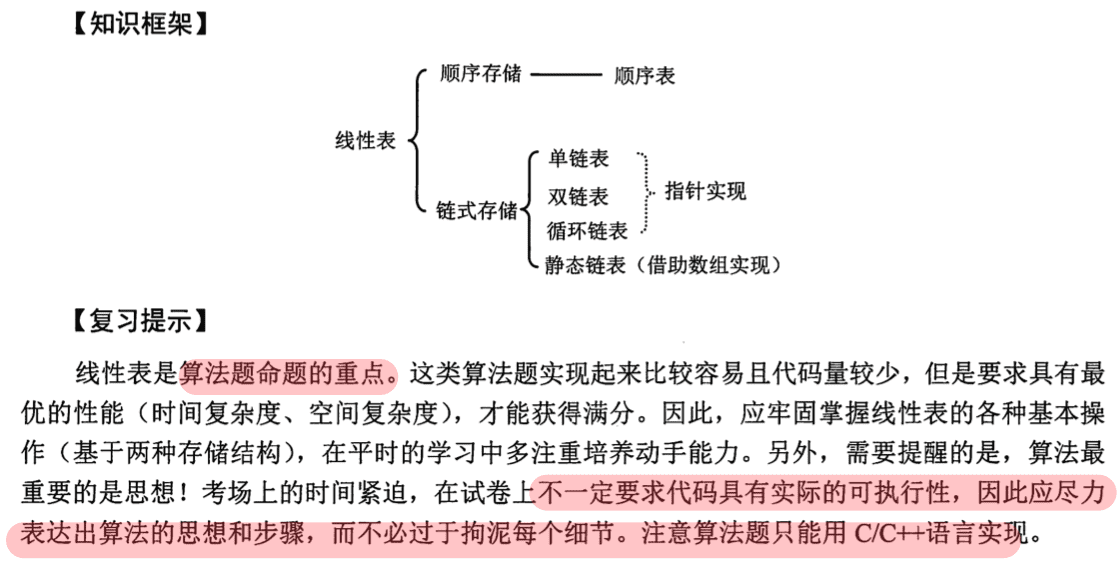 【知识框架】
顺序存储 顺序表
线性表
单链表
双链表 指针实现
链式存储
循环链表
静态链表（借助数组实现）
【复习提示】
线性表是算法题命题的重点。这类算法题实现起来比较容易且代码量较少，但是要求具有最
优的性能（时间复杂度、空间复杂度），才能获得满分。因此，应牢固掌握线性表的各种基本操
作（基于两种存储结构），在平时的学习中多注重培养动手能力。另外，需要提醒的是，算法最
重要的是思想！考场上的时间紧迫，在试卷上不一定要求代码具有实际的可执行性，因此应尽力
表达出算法的思想和步骤，而不必过于拘泥每个细节。注意算法题只能用 C/C++语言实现。